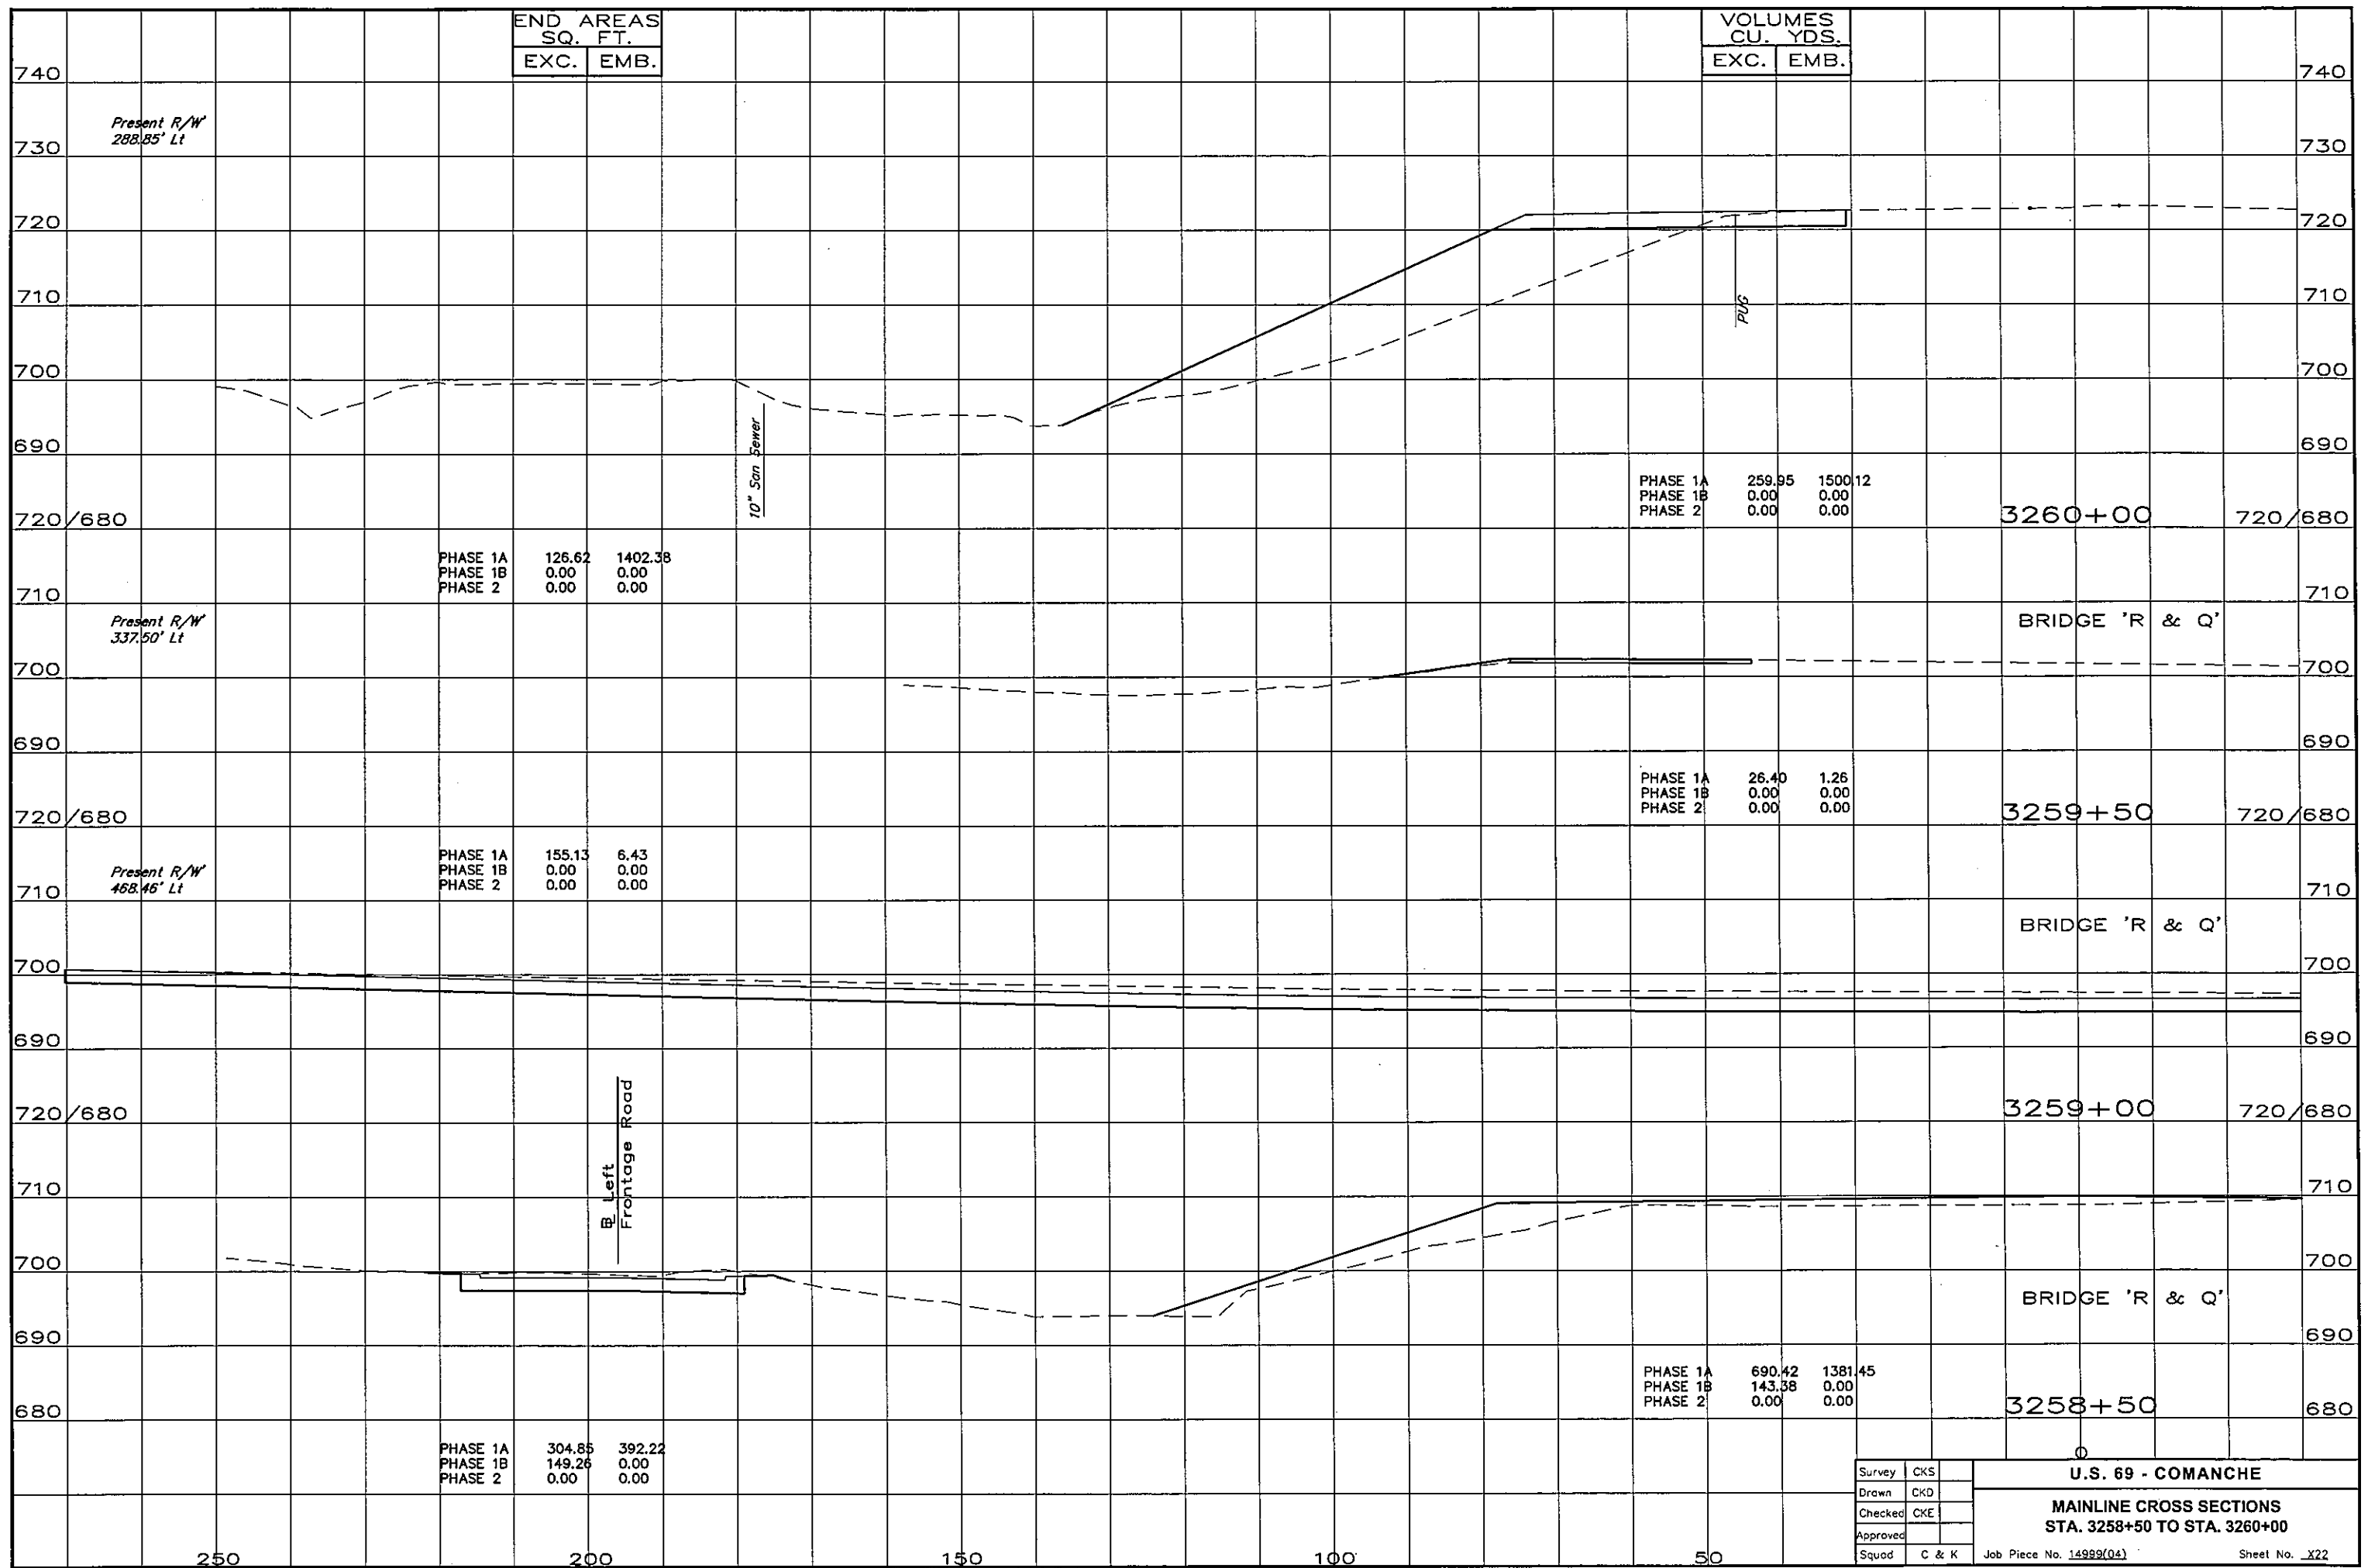 END AREAS
SQ. FT.
EXC. EMB.
VOLUMES
CU. YDS.
EXC. EMB.
740 740
Present R/W
288.85' Lt
730 730
720 720
710 710
PUG
700 700
10" San Sewer
690 690
PHASE 1A 259.95 1500.12
PHASE 1B 0.00 0.00
PHASE 2 0.00 0.00
720/680 3260+00 720/680
PHASE 1A 126.62 1402.38
PHASE 1B 0.00 0.00
PHASE 2 0.00 0.00
710 710
Present R/W
337.50' Lt
BRIDGE 'R & Q'
700 700
690 690
PHASE 1A 26.40 1.26
PHASE 1B 0.00 0.00
PHASE 2 0.00 0.00
720/680 3259+50 720/680
PHASE 1A 155.13 6.43
PHASE 1B 0.00 0.00
PHASE 2 0.00 0.00
Present R/W
468.46' Lt
710 710
BRIDGE 'R & Q'
700 700
690 690
720/680 3259+00 720/680
B Left
Frontage Road
710 710
700 700
BRIDGE 'R & Q'
690 690
PHASE 1A 690.42 1381.45
PHASE 1B 143.38 0.00
PHASE 2 0.00 0.00
680 3258+50 680
PHASE 1A 304.85 392.22
PHASE 1B 149.26 0.00
PHASE 2 0.00 0.00
250 200 150 100 50 0
Survey CKS
Drawn CKD
Checked CKE
Approved
Squad C & K
U.S. 69 - COMANCHE
MAINLINE CROSS SECTIONS
STA. 3258+50 TO STA. 3260+00
Job Piece No. 14999(04) Sheet No. X22